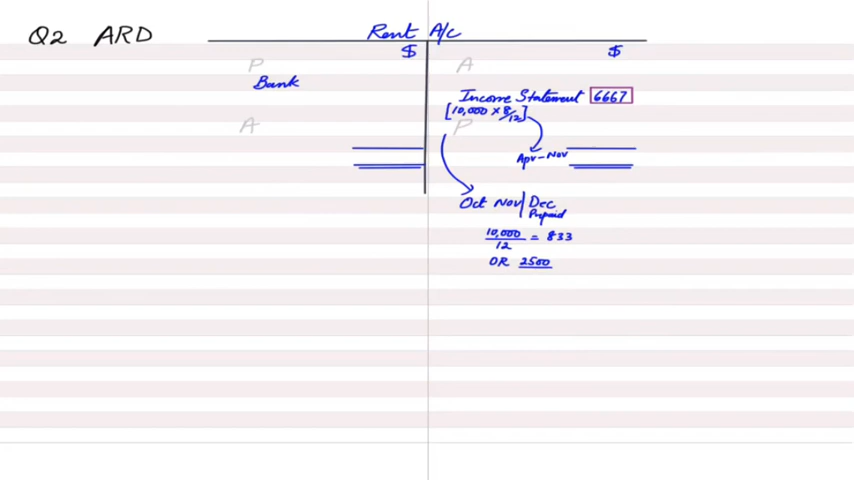 Q2 ARD
Rent A/c
$ $
P A
Bank
Income Statement 6667
[10,000 × 8/12]
A P
Apr-Nov
Oct Nov | Dec
Prepaid
10,000
12 = 833
OR 2500